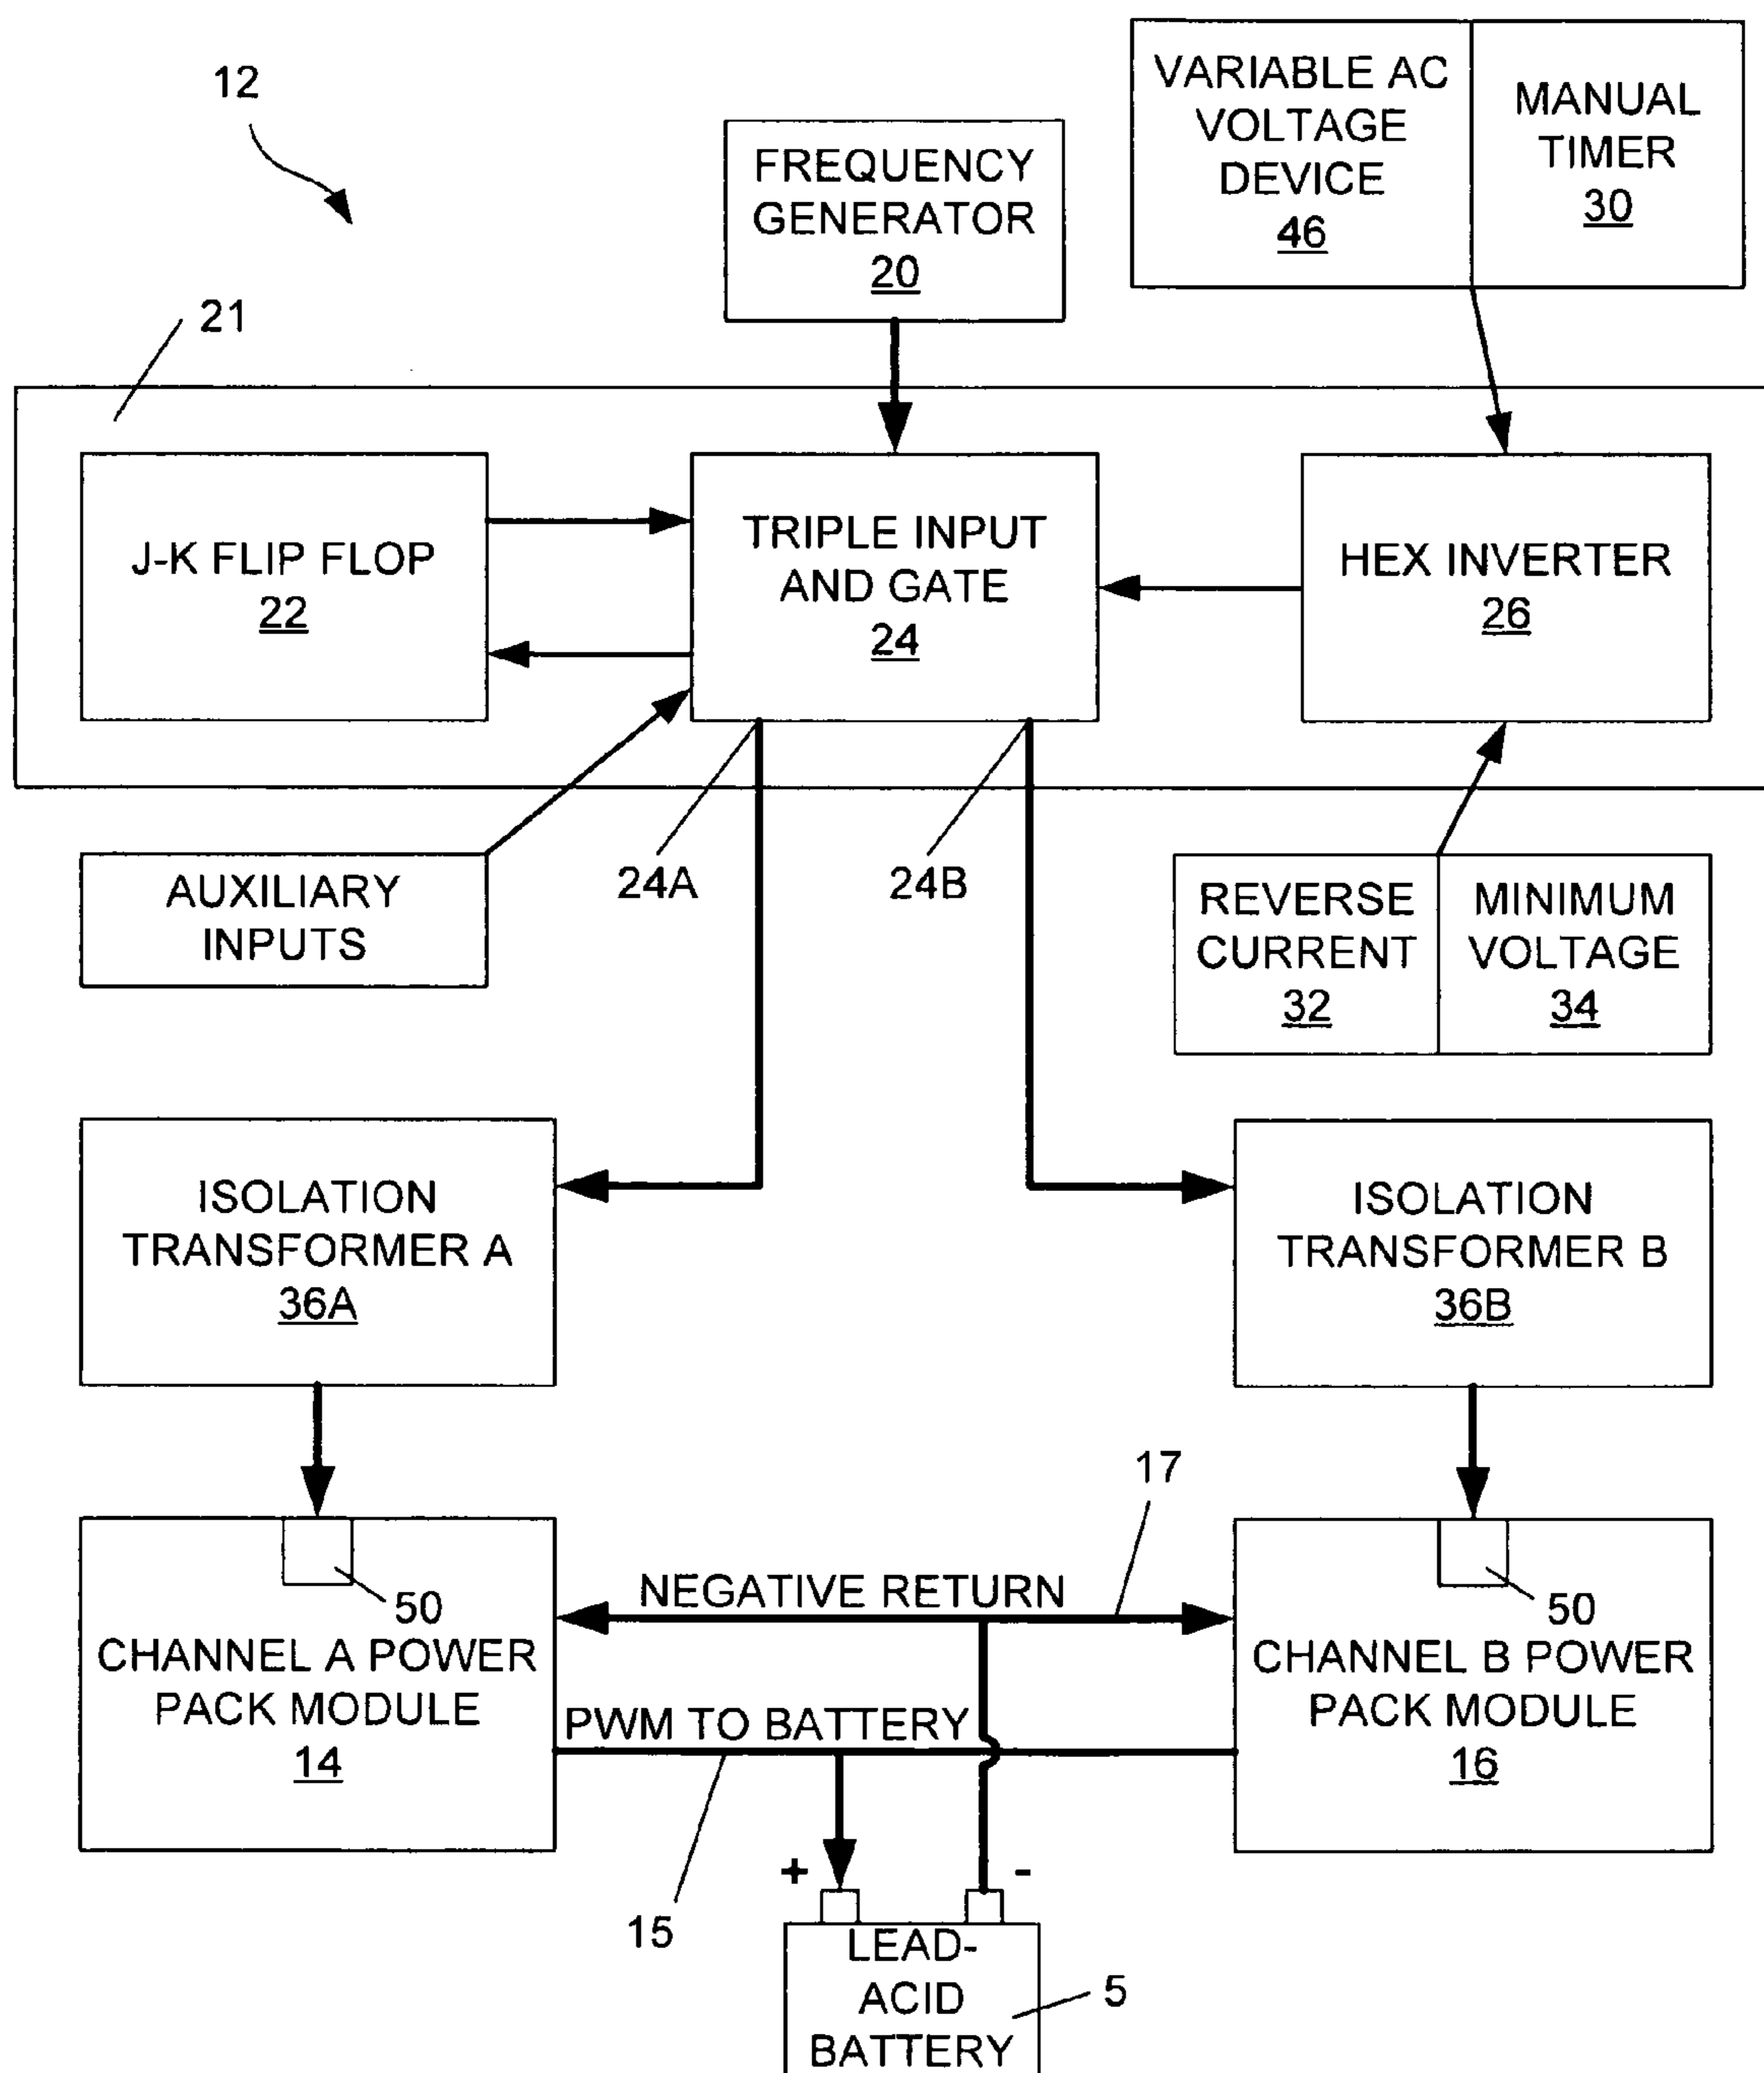 12
VARIABLE AC
VOLTAGE
DEVICE
46
MANUAL
TIMER
30
FREQUENCY
GENERATOR
20
21
J-K FLIP FLOP
22
TRIPLE INPUT
AND GATE
24
HEX INVERTER
26
AUXILIARY
INPUTS
24A
24B
REVERSE
CURRENT
32
MINIMUM
VOLTAGE
34
ISOLATION
TRANSFORMER A
36A
ISOLATION
TRANSFORMER B
36B
17
50
CHANNEL A POWER
PACK MODULE
14
NEGATIVE RETURN
PWM TO BATTERY
50
CHANNEL B POWER
PACK MODULE
16
+
-
15
LEAD-
ACID
BATTERY
5